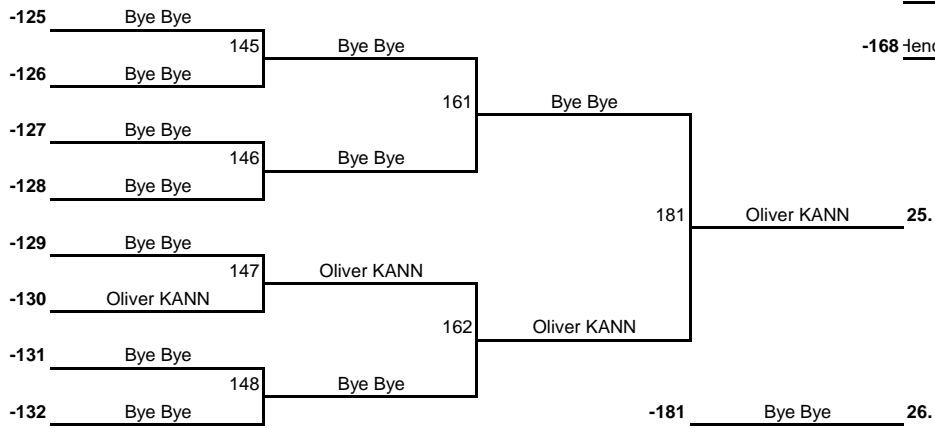 -125 Bye Bye
145 Bye Bye
-168
-126 Bye Bye
161 Bye Bye
-127 Bye Bye
146 Bye Bye
-128 Bye Bye
181 Oliver KANN 25.
-129 Bye Bye
147 Oliver KANN
-130 Oliver KANN
162 Oliver KANN
-131 Bye Bye
148 Bye Bye
-132 Bye Bye
-181 Bye Bye 26.